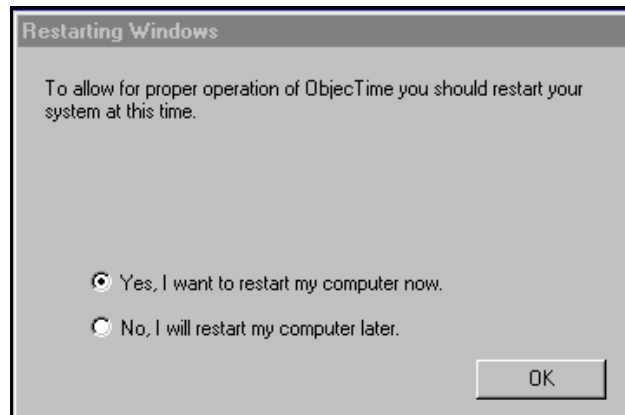 Restarting Windows
To allow for proper operation of ObjecTime you should restart your
system at this time.
Yes, I want to restart my computer now.
No, I will restart my computer later.
OK